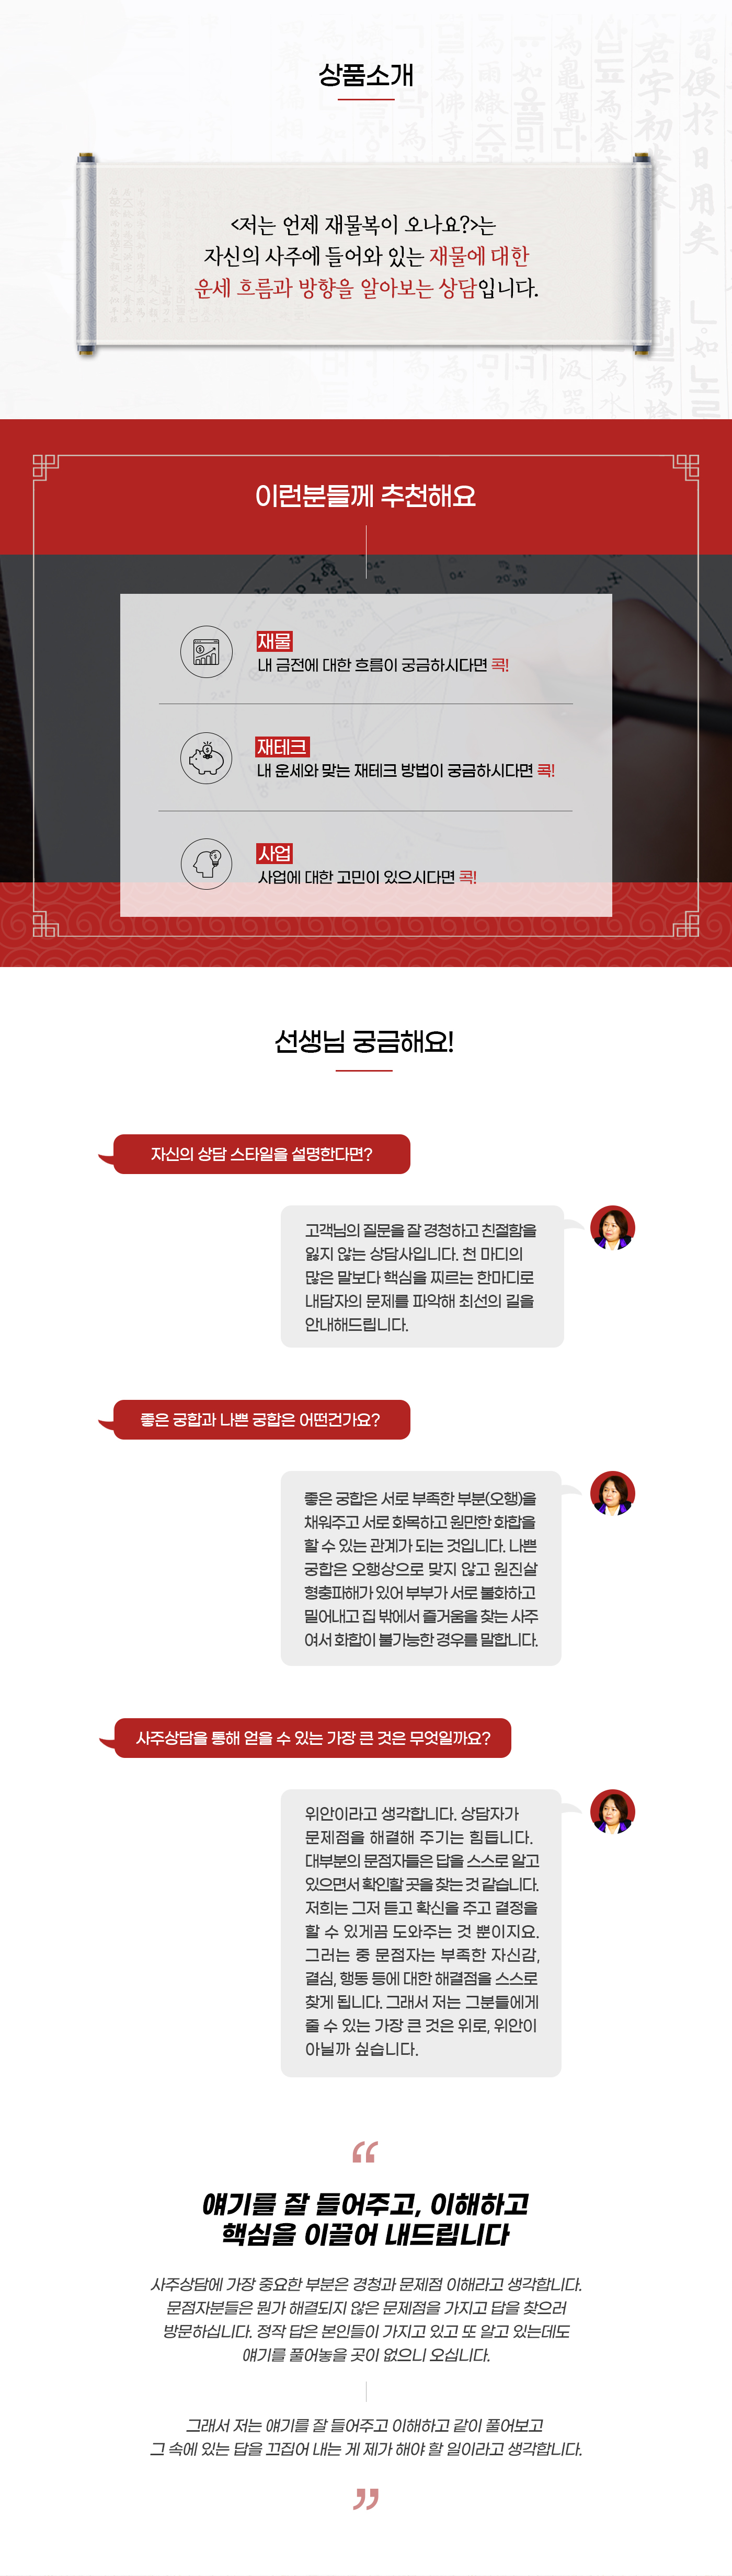 상품소개
<저는 언제 재물복이 오나요?>는
자신의 사주에 들어와 있는 재물에 대한
운세 흐름과 방향을 알아보는 상담입니다.
이런분들께 추천해요
재물
내 금전에 대한 흐름이 궁금하시다면 콕!
재테크
내 운세와 맞는 재테크 방법이 궁금하시다면 콕!
사업
사업에 대한 고민이 있으시다면 콕!
선생님 궁금해요!
자신의 상담 스타일을 설명한다면?
고객님의 질문을 잘 경청하고 친절함을
잃지 않는 상담사입니다. 천 마디의
많은 말보다 핵심을 찌르는 한마디로
내담자의 문제를 파악해 최선의 길을
안내해드립니다.
좋은 궁합과 나쁜 궁합은 어떤건가요?
좋은 궁합은 서로 부족한 부분(오행)을
채워주고 서로 화목하고 원만한 화합을
할 수 있는 관계가 되는 것입니다. 나쁜
궁합은 오행상으로 맞지 않고 원진살
형충파해가 있어 부부가 서로 불화하고
밀어내고 집 밖에서 즐거움을 찾는 사주
여서 화합이 불가능한 경우를 말합니다.
사주상담을 통해 얻을 수 있는 가장 큰 것은 무엇일까요?
위안이라고 생각합니다. 상담자가
문제점을 해결해 주기는 힘듭니다.
대부분의 문점자들은 답을 스스로 알고
있으면서 확인할 곳을 찾는 것 같습니다.
저희는 그저 듣고 확신을 주고 결정을
할 수 있게끔 도와주는 것 뿐이지요.
그러는 중 문점자는 부족한 자신감,
결심, 행동 등에 대한 해결점을 스스로
찾게 됩니다. 그래서 저는 그분들에게
줄 수 있는 가장 큰 것은 위로, 위안이
아닐까 싶습니다.
“
얘기를 잘 들어주고, 이해하고
핵심을 이끌어 내드립니다
사주상담에 가장 중요한 부분은 경청과 문제점 이해라고 생각합니다.
문점자분들은 뭔가 해결되지 않은 문제점을 가지고 답을 찾으러
방문하십니다. 정작 답은 본인들이 가지고 있고 또 알고 있는데도
얘기를 풀어놓을 곳이 없으니 오십니다.
그래서 저는 얘기를 잘 들어주고 이해하고 같이 풀어보고
그 속에 있는 답을 끄집어 내는 게 제가 해야 할 일이라고 생각합니다.
”